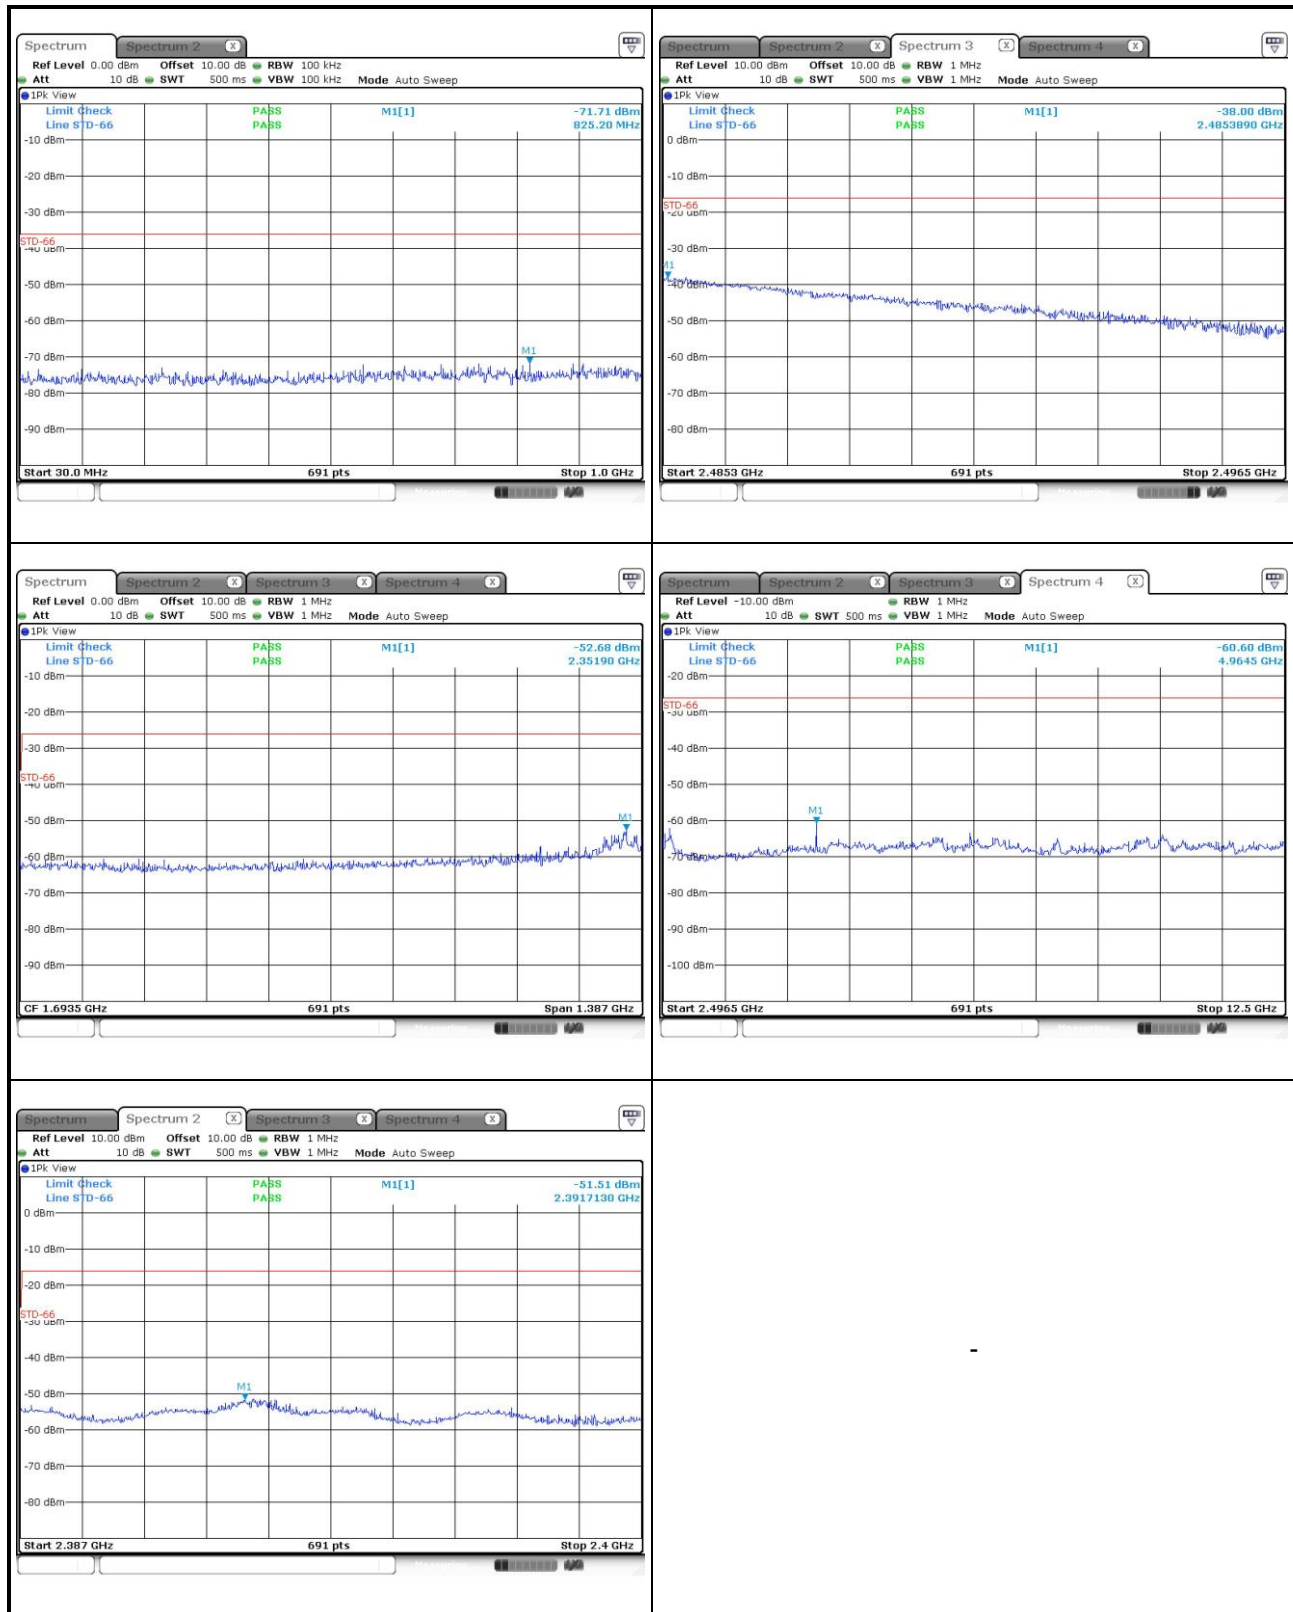 Spectrum Spectrum 2 X
Ref Level 0.00 dBm Offset 10.00 dB RBW 100 kHz
Att 10 dB SWT 500 ms VBW 100 kHz Mode Auto Sweep
1Pk View
Limit Check PASS M1[1] -71.71 dBm
Line STD-66 PASS 825.20 MHz
-10 dBm
-20 dBm
-30 dBm
STD-66
-40 dBm
-50 dBm
-60 dBm
M1
-70 dBm
-80 dBm
-90 dBm
Start 30.0 MHz 691 pts Stop 1.0 GHz
Spectrum Spectrum 2 X Spectrum 3 X Spectrum 4 X
Ref Level 10.00 dBm Offset 10.00 dB RBW 1 MHz
Att 10 dB SWT 500 ms VBW 1 MHz Mode Auto Sweep
1Pk View
Limit Check PASS M1[1] -38.00 dBm
Line STD-66 PASS 2.4853890 GHz
0 dBm
-10 dBm
STD-66
-20 dBm
-30 dBm
M1
-40 dBm
-50 dBm
-60 dBm
-70 dBm
-80 dBm
Start 2.4853 GHz 691 pts Stop 2.4965 GHz
Spectrum Spectrum 2 X Spectrum 3 X Spectrum 4 X
Ref Level 0.00 dBm Offset 10.00 dB RBW 1 MHz
Att 10 dB SWT 500 ms VBW 1 MHz Mode Auto Sweep
1Pk View
Limit Check PASS M1[1] -52.68 dBm
Line STD-66 PASS 2.35190 GHz
-10 dBm
-20 dBm
-30 dBm
STD-66
-40 dBm
-50 dBm
M1
-60 dBm
-70 dBm
-80 dBm
-90 dBm
CF 1.6935 GHz 691 pts Span 1.387 GHz
Spectrum Spectrum 2 X Spectrum 3 X Spectrum 4 X
Ref Level -10.00 dBm RBW 1 MHz
Att 10 dB SWT 500 ms VBW 1 MHz Mode Auto Sweep
1Pk View
Limit Check PASS M1[1] -60.60 dBm
Line STD-66 PASS 4.9645 GHz
-20 dBm
STD-66
-30 dBm
-40 dBm
-50 dBm
M1
-60 dBm
-70 dBm
-80 dBm
-90 dBm
-100 dBm
Start 2.4965 GHz 691 pts Stop 12.5 GHz
Spectrum Spectrum 2 X Spectrum 3 X Spectrum 4 X
Ref Level 10.00 dBm Offset 10.00 dB RBW 1 MHz
Att 10 dB SWT 500 ms VBW 1 MHz Mode Auto Sweep
1Pk View
Limit Check PASS M1[1] -51.51 dBm
Line STD-66 PASS 2.3917130 GHz
0 dBm
-10 dBm
-20 dBm
STD-66
-30 dBm
-40 dBm
M1
-50 dBm
-60 dBm
-70 dBm
-80 dBm
Start 2.387 GHz 691 pts Stop 2.4 GHz
-